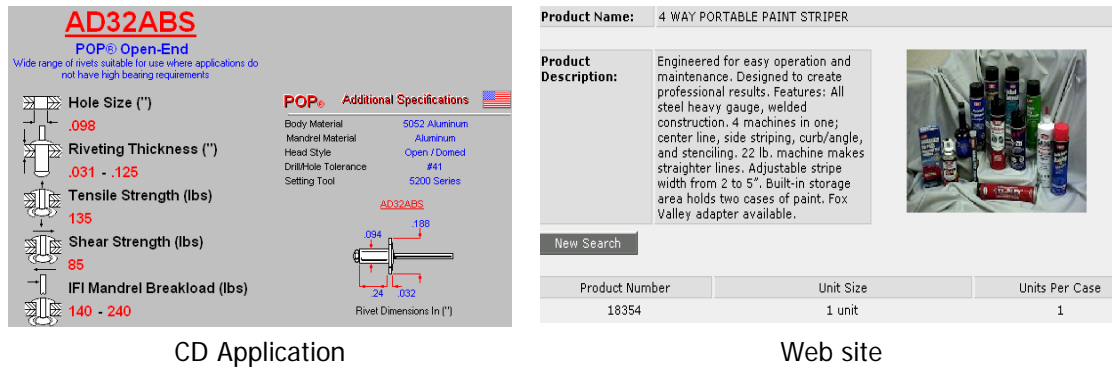 AD32ABS
POP® Open-End
Wide range of rivets suitable for use where applications do
not have high bearing requirements
Hole Size (")
.098
Riveting Thickness (")
.031 - .125
Tensile Strength (lbs)
135
Shear Strength (lbs)
85
IFI Mandrel Breakload (lbs)
140 - 240
POP® Additional Specifications
Body Material 5052 Aluminum
Mandrel Material Aluminum
Head Style Open / Domed
Drill/Hole Tolerance #41
Setting Tool 5200 Series
AD32ABS
.188
.094
.24 .032
Rivet Dimensions In (")
CD Application
Product Name: 4 WAY PORTABLE PAINT STRIPER
Product Description:
Engineered for easy operation and
maintenance. Designed to create
professional results. Features: All
steel heavy gauge, welded
construction. 4 machines in one;
center line, side striping, curb/angle,
and stenciling. 22 lb. machine makes
straighter lines. Adjustable stripe
width from 2 to 5”. Built-in storage
area holds two cases of paint. Fox
Valley adapter available.
New Search
Product Number Unit Size Units Per Case
18354 1 unit 1
Web site